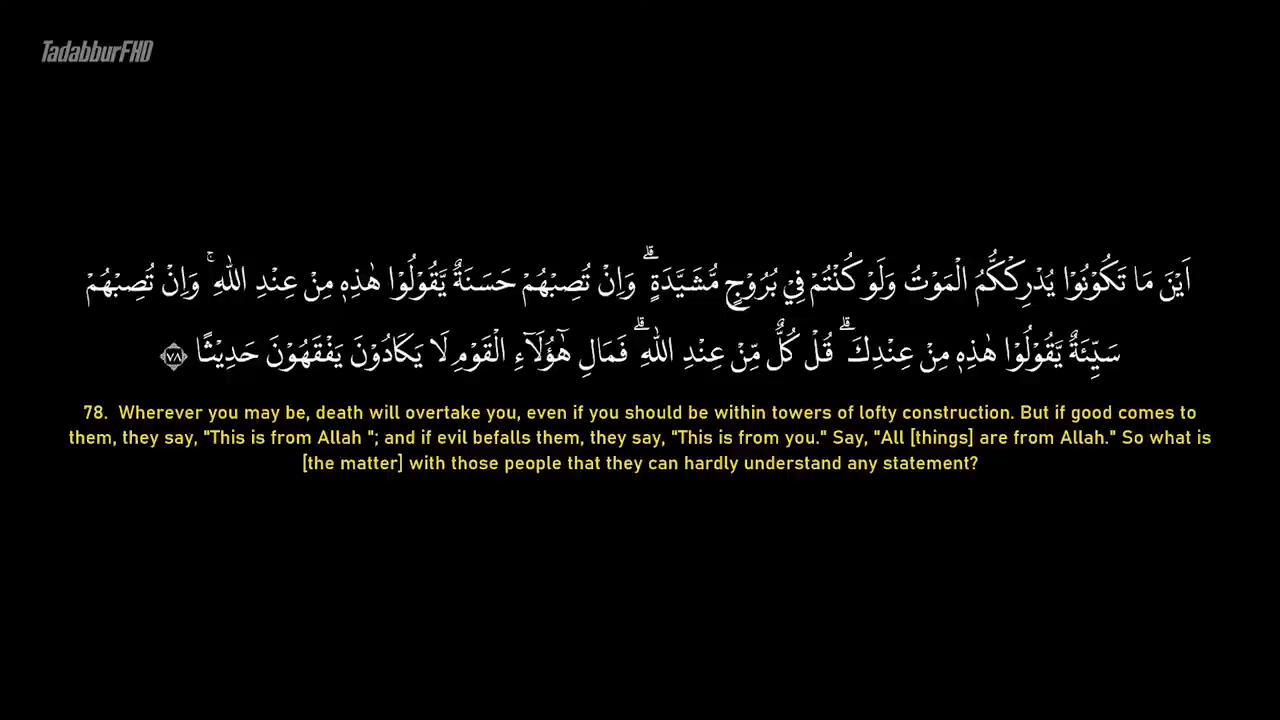 TadabburFHD
اَيْنَ مَا تَكُوْنُوْا يُدْرِكْكُّمُ الْمَوْتُ وَلَوْ كُنْتُمْ فِيْ بُرُوْجٍ مُّشَيَّدَةٍ ۗ وَاِنْ تُصِبْهُمْ حَسَنَةٌ يَّقُوْلُوْا هٰذِهٖ مِنْ عِنْدِ اللّٰهِ ۚ وَاِنْ تُصِبْهُمْ
سَيِّئَةٌ يَّقُوْلُوْا هٰذِهٖ مِنْ عِنْدِكَ ۗ قُلْ كُلٌّ مِّنْ عِنْدِ اللّٰهِ ۗ فَمَالِ هٰٓؤُلَاۤءِ الْقَوْمِ لَا يَكَادُوْنَ يَفْقَهُوْنَ حَدِيْثًا ٧٨
78. Wherever you may be, death will overtake you, even if you should be within towers of lofty construction. But if good comes to
them, they say, "This is from Allah "; and if evil befalls them, they say, "This is from you." Say, "All [things] are from Allah." So what is
[the matter] with those people that they can hardly understand any statement?